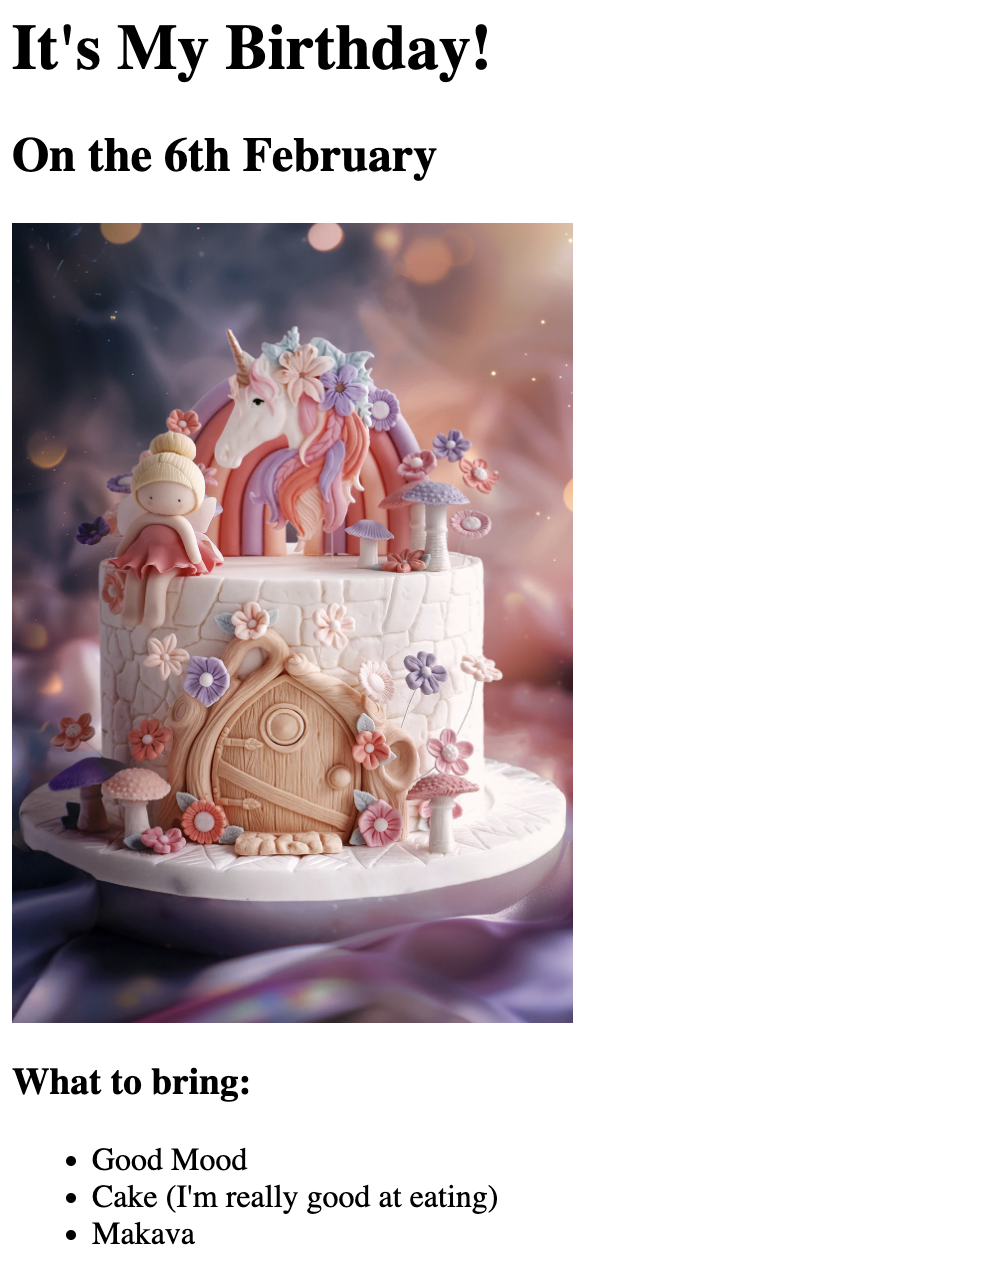 It's My Birthday!
On the 6th February
What to bring:
Good Mood
Cake (I'm really good at eating)
Makava